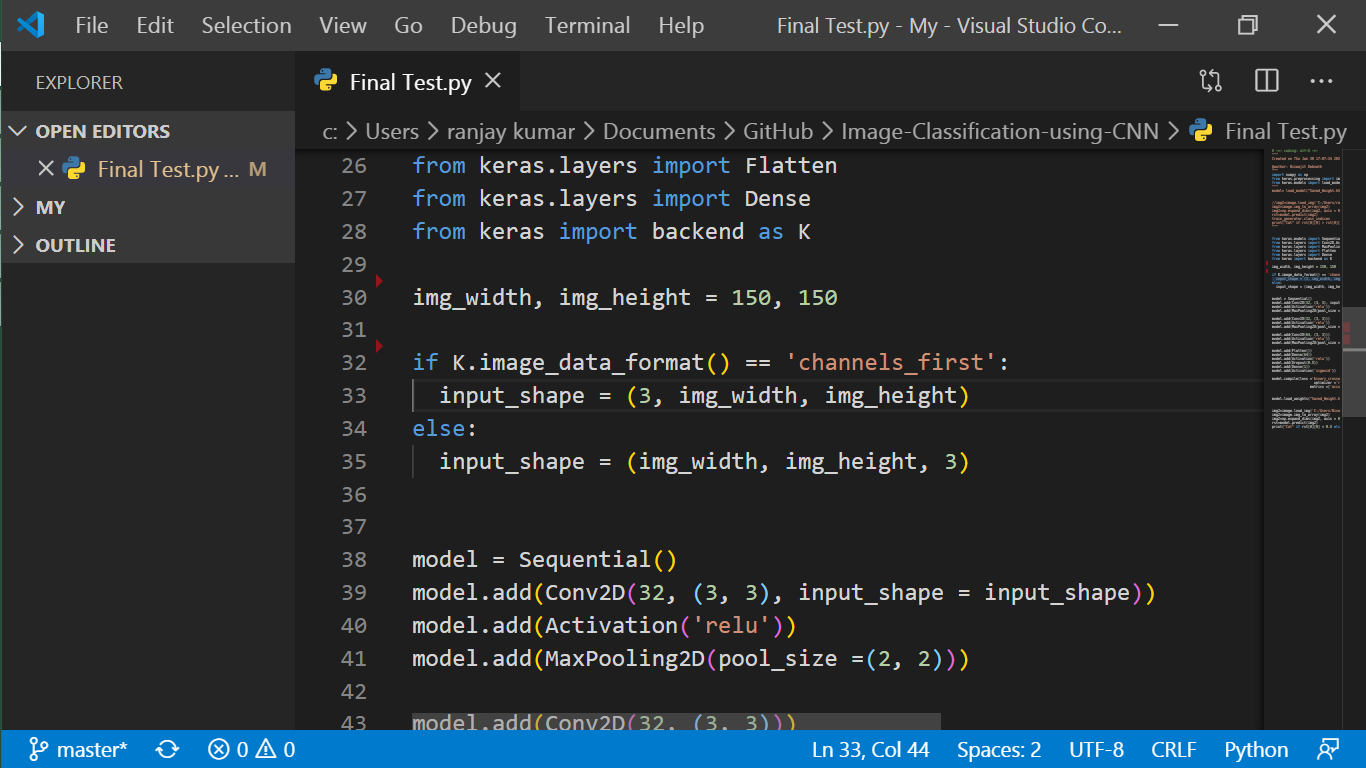 File Edit Selection View Go Debug Terminal Help Final Test.py - My - Visual Studio Co...
EXPLORER
Final Test.py
OPEN EDITORS
Final Test.py ... M
MY
OUTLINE
c: > Users > ranjay kumar > Documents > GitHub > Image-Classification-using-CNN > Final Test.py
26 from keras.layers import Flatten
27 from keras.layers import Dense
28 from keras import backend as K
29
30 img_width, img_height = 150, 150
31
32 if K.image_data_format() == 'channels_first':
33   input_shape = (3, img_width, img_height)
34 else:
35   input_shape = (img_width, img_height, 3)
36
37
38 model = Sequential()
39 model.add(Conv2D(32, (3, 3), input_shape = input_shape))
40 model.add(Activation('relu'))
41 model.add(MaxPooling2D(pool_size =(2, 2)))
42
43 model.add(Conv2D(32, (3, 3)))
master* 0 0 Ln 33, Col 44 Spaces: 2 UTF-8 CRLF Python